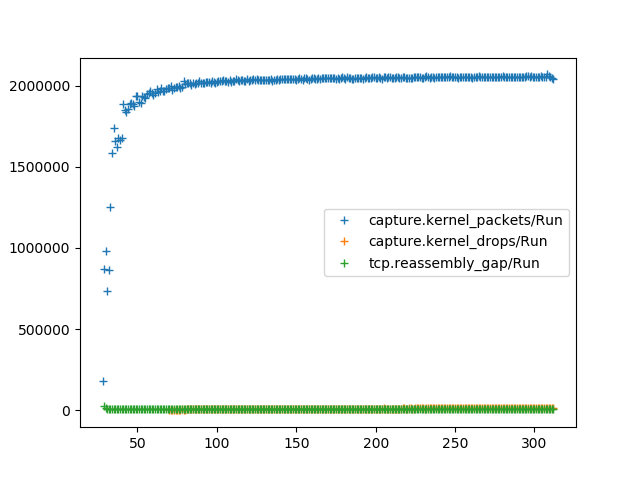 2000000
1500000
1000000
500000
0
capture.kernel_packets/Run
capture.kernel_drops/Run
tcp.reassembly_gap/Run
50 100 150 200 250 300